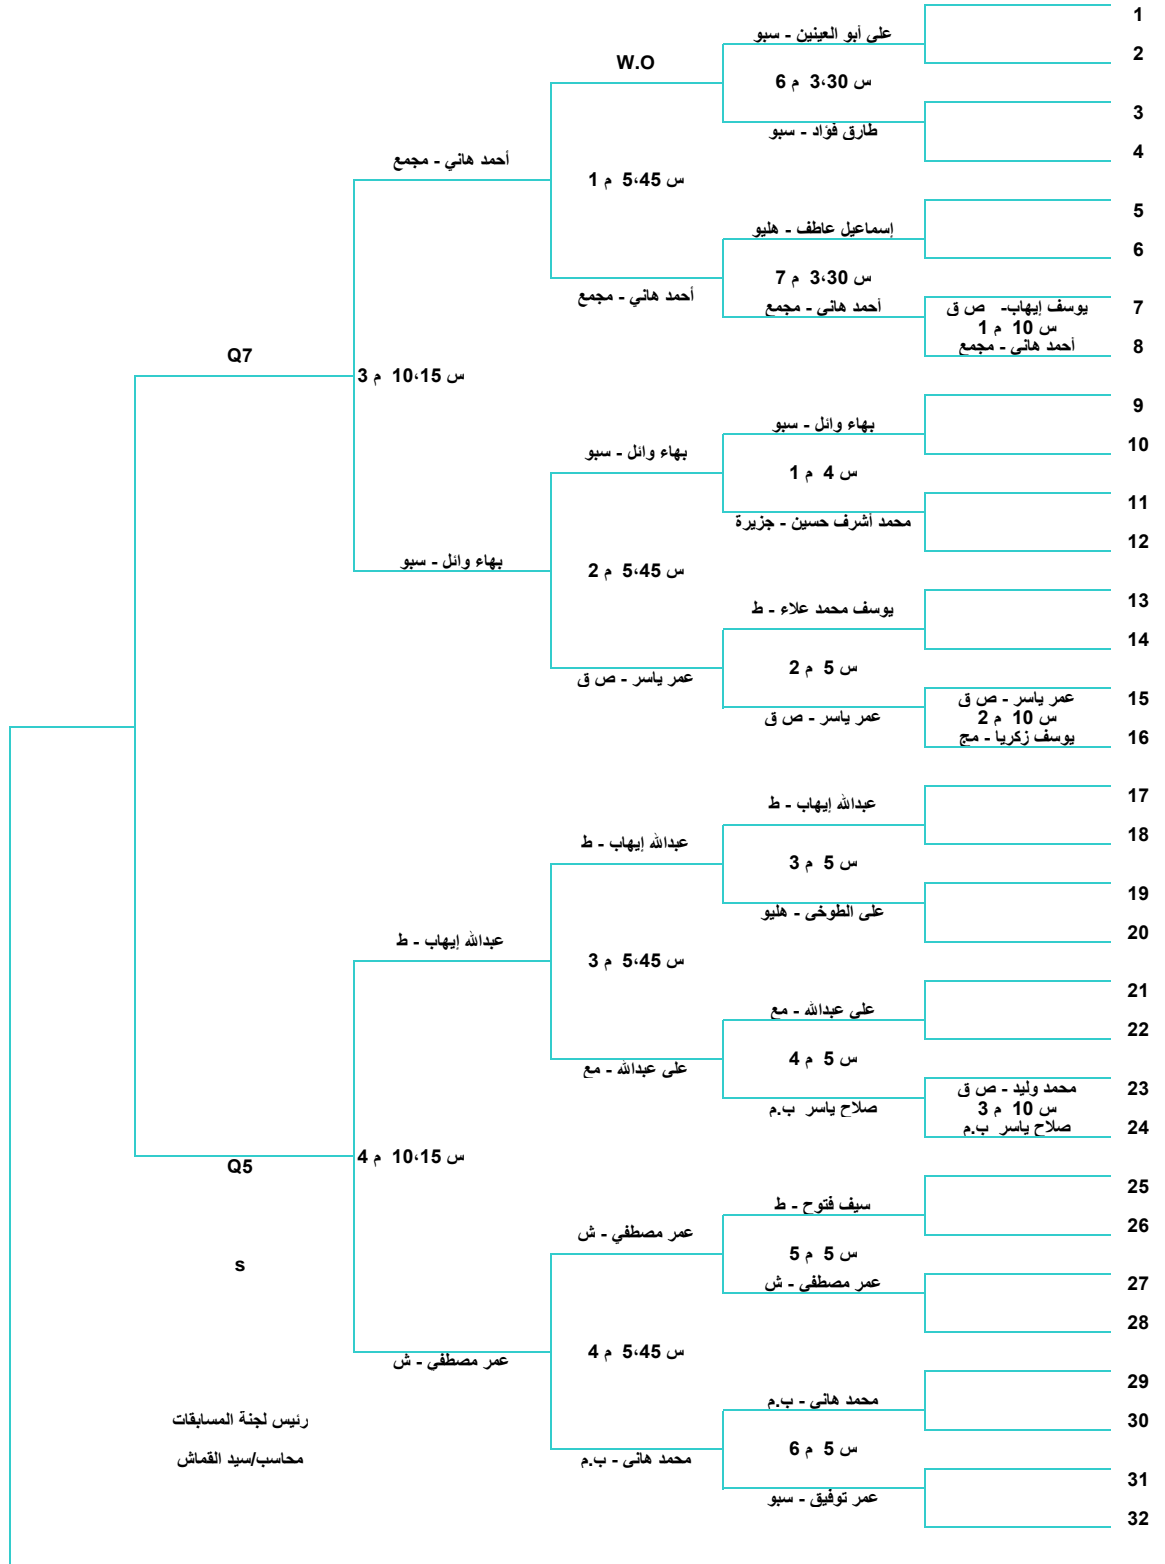 1
علي أبو العينين - سبو
2
W.O
س 3،30 م 6
3
طارق فؤاد - سبو
4
أحمد هاني - مجمع
س 5،45 م 1
5
إسماعيل عاطف - هليو
6
س 3،30 م 7
أحمد هاني - مجمع
أحمد هاني - مجمع
7
يوسف إيهاب- ص ق
س 10 م 1
8
أحمد هاني - مجمع
Q7
س 10،15 م 3
9
بهاء وائل - سبو
10
بهاء وائل - سبو
س 4 م 1
11
محمد أشرف حسين - جزيرة
12
بهاء وائل - سبو
س 5،45 م 2
13
يوسف محمد علاء - ط
14
س 5 م 2
عمر ياسر - ص ق
15
عمر ياسر - ص ق
س 10 م 2
عمر ياسر - ص ق
16
يوسف زكريا - مج
17
عبدالله إيهاب - ط
18
عبدالله إيهاب - ط
س 5 م 3
19
على الطوخى - هليو
20
عبدالله إيهاب - ط
س 5،45 م 3
21
علي عبدالله - مع
22
س 5 م 4
علي عبدالله - مع
23
محمد وليد - ص ق
س 10 م 3
صلاح ياسر ب.م
24
صلاح ياسر ب.م
س 10،15 م 4
Q5
25
سيف فتوح - ط
26
عمر مصطفي - ش
س 5 م 5
s
27
عمر مصطفي - ش
28
س 5،45 م 4
عمر مصطفي - ش
29
محمد هانى - ب.م
30
رئيس لجنة المسابقات
س 5 م 6
محاسب/سيد القماش
محمد هانى - ب.م
31
عمر توفيق - سبو
32